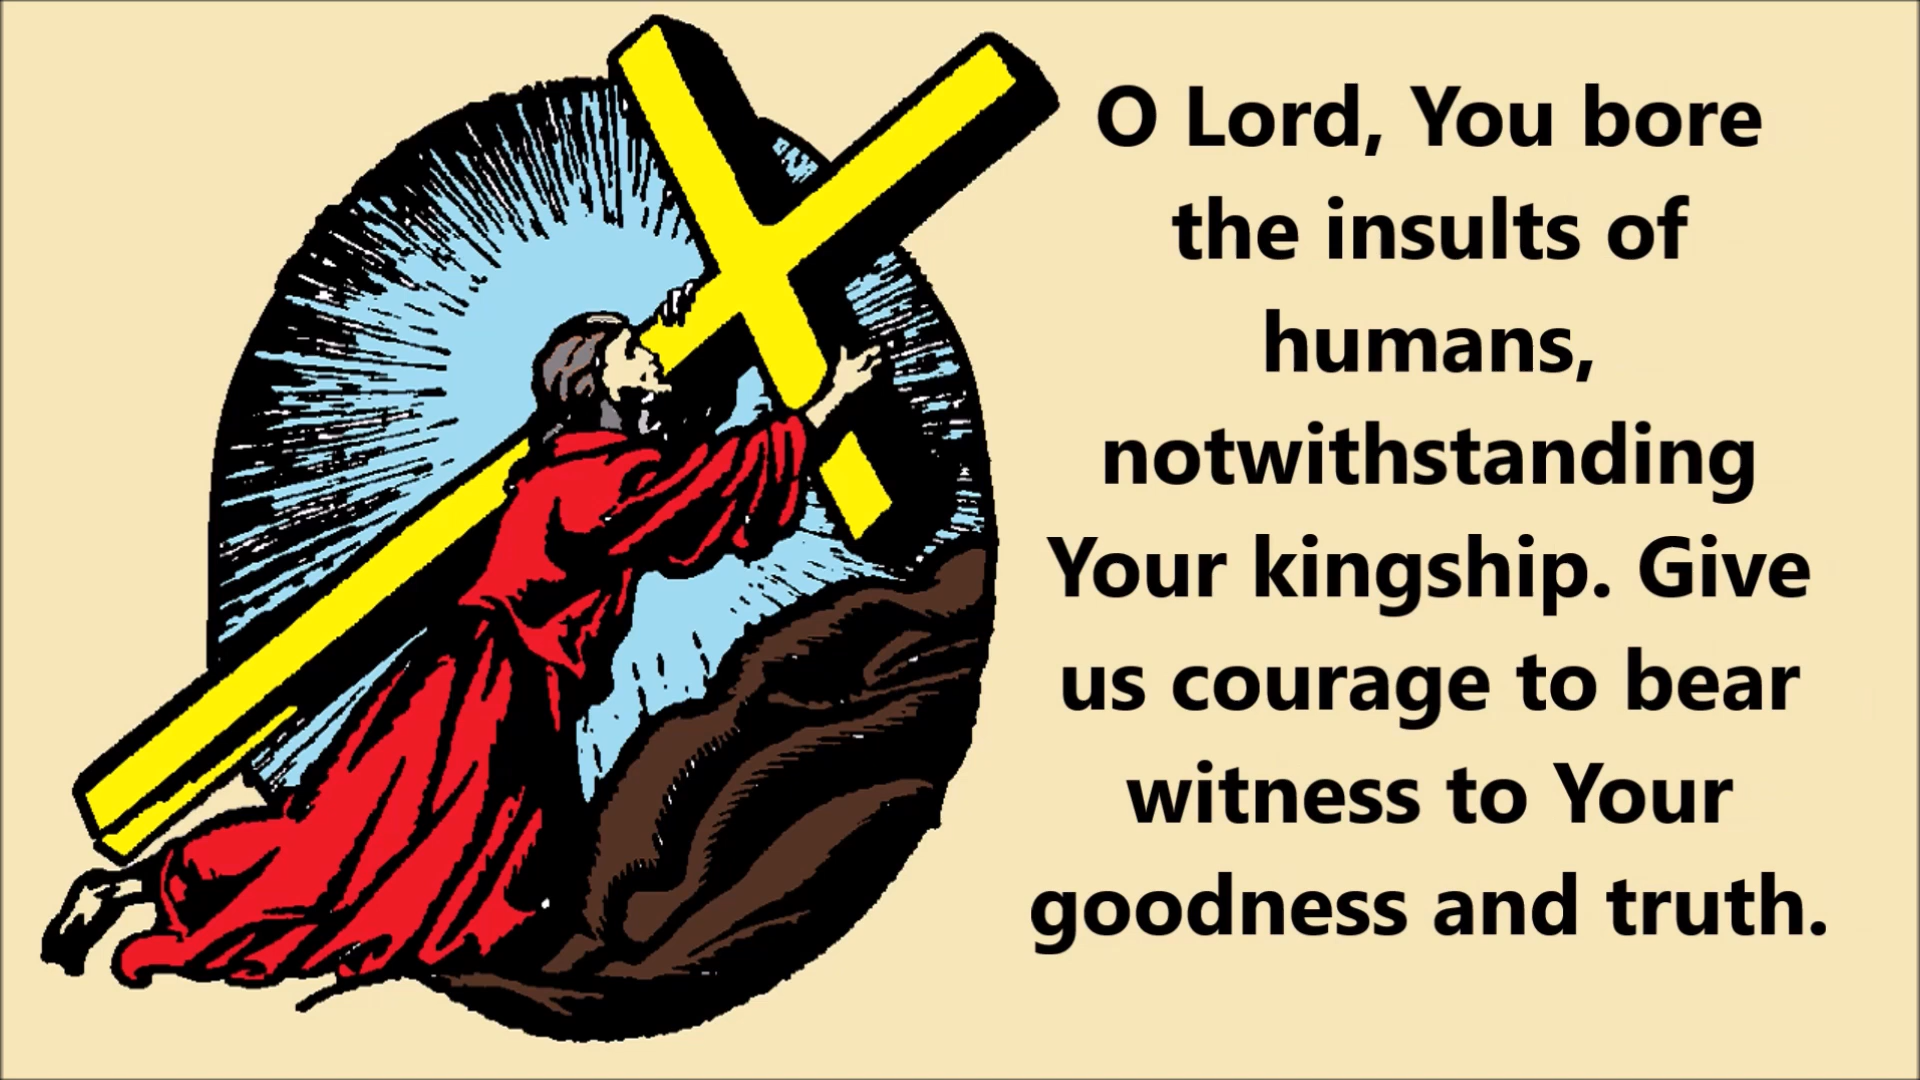 O Lord, You bore
the insults of
humans,
notwithstanding
Your kingship. Give
us courage to bear
witness to Your
goodness and truth.